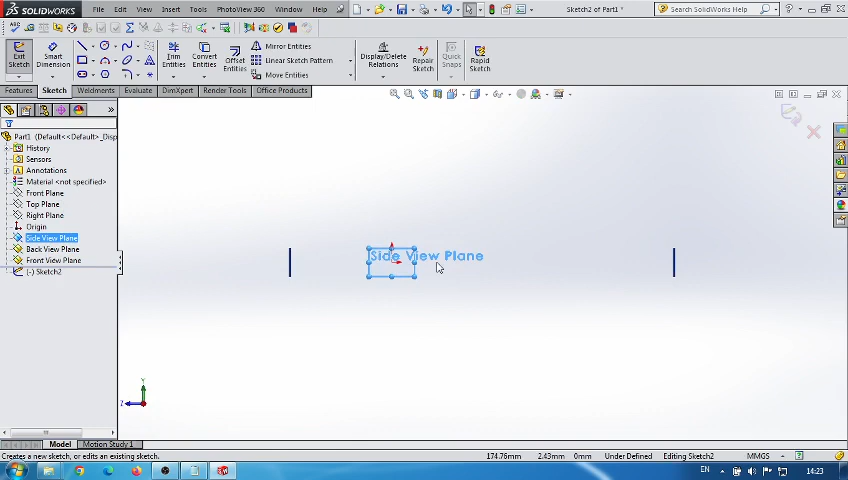 SOLIDWORKS File Edit View Insert Tools PhotoView 360 Window Help Sketch2 of Part1 * Search SolidWorks Help
Exit Sketch
Smart Dimension
Trim Entities
Convert Entities
Offset Entities
Mirror Entities
Linear Sketch Pattern
Move Entities
Display/Delete Relations
Repair Sketch
Quick Snaps
Rapid Sketch
Features Sketch Weldments Evaluate DimXpert Render Tools Office Products
Part1 (Default<<Default>_Disp
History
Sensors
Annotations
Material <not specified>
Front Plane
Top Plane
Right Plane
Origin
Side View Plane
Back View Plane
Front View Plane
(-) Sketch2
Side View Plane
Y
Z
Model Motion Study 1
Creates a new sketch, or edits an existing sketch. 174.76mm 2.43mm 0mm Under Defined Editing Sketch2 MMGS
EN 14:23